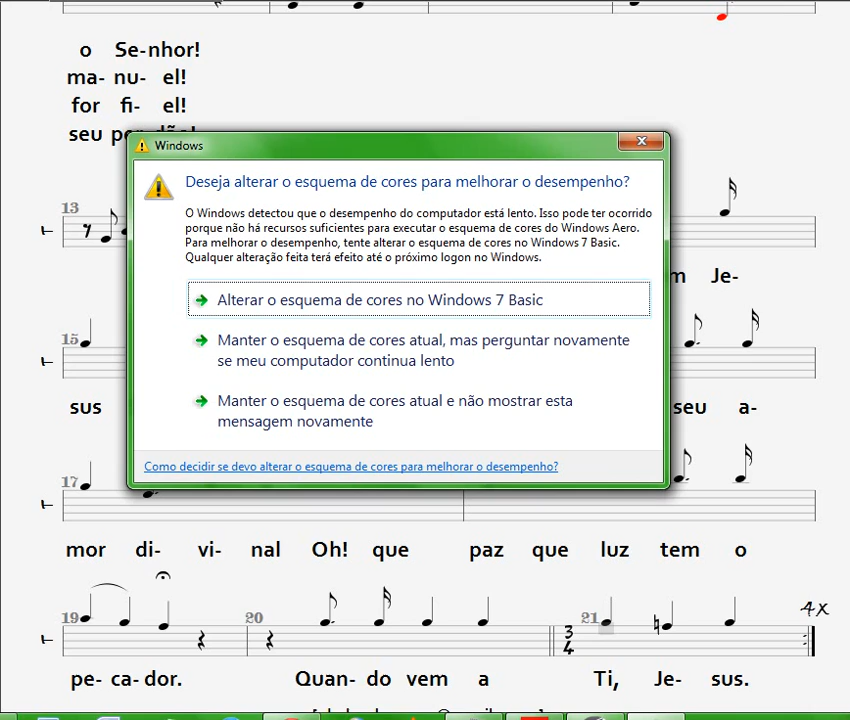 o Se-nhor!
ma- nu- el!
for fi- el!
seu
Windows
Deseja alterar o esquema de cores para melhorar o desempenho?
O Windows detectou que o desempenho do computador está lento. Isso pode ter ocorrido
porque não há recursos suficientes para executar o esquema de cores do Windows Aero.
Para melhorar o desempenho, tente alterar o esquema de cores no Windows 7 Basic.
Qualquer alteração feita terá efeito até o próximo logon no Windows.
Alterar o esquema de cores no Windows 7 Basic
Manter o esquema de cores atual, mas perguntar novamente
se meu computador continua lento
Manter o esquema de cores atual e não mostrar esta
mensagem novamente
Como decidir se devo alterar o esquema de cores para melhorar o desempenho?
13
m Je-
15
sus seu a-
17
mor di- vi- nal Oh! que paz que luz tem o
19 20 21 3/4 4x
pe- ca- dor. Quan- do vem a Ti, Je- sus.